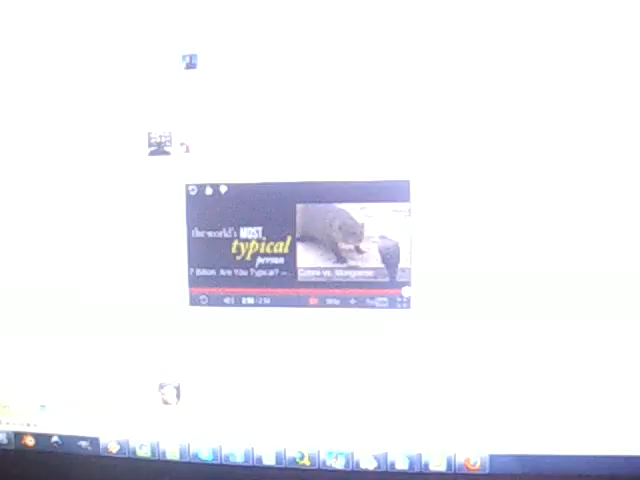 the world's MOST
typical
person
7 Billion: Are You Typical? --...
Cobra vs. Mongoose